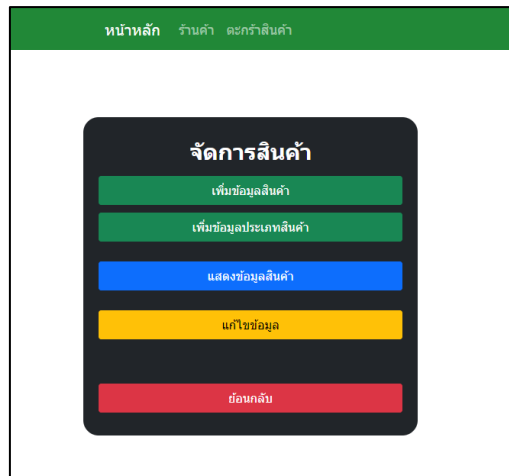 หน้าหลัก ร้านค้า ตะกร้าสินค้า
จัดการสินค้า
เพิ่มข้อมูลสินค้า
เพิ่มข้อมูลประเภทสินค้า
แสดงข้อมูลสินค้า
แก้ไขข้อมูล
ย้อนกลับ